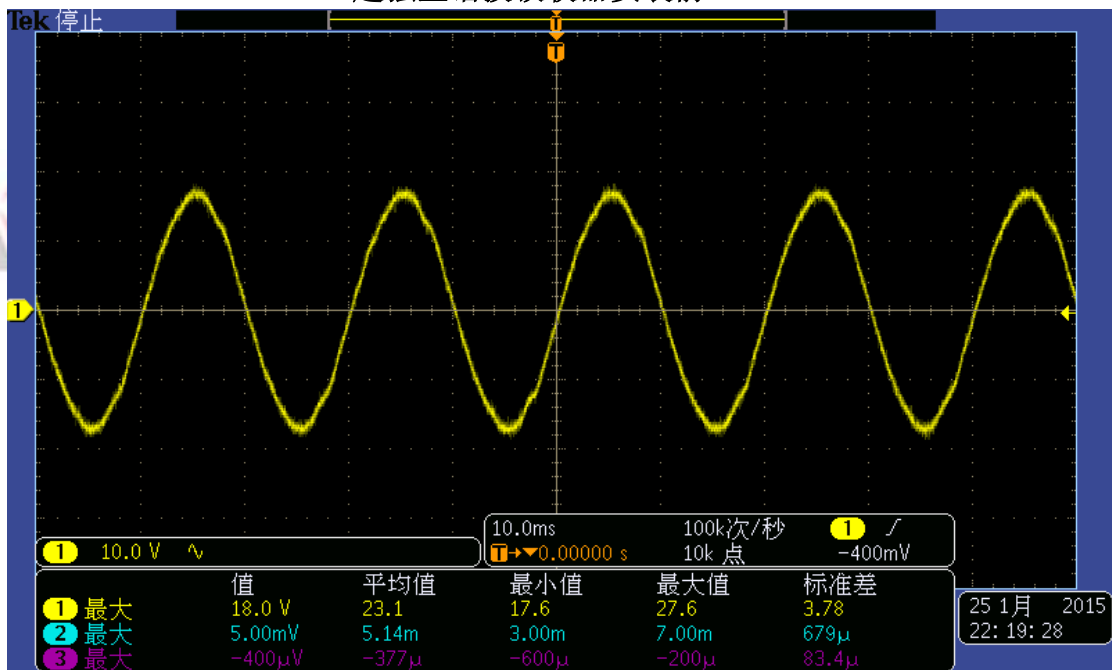 Tek 停止
T
T
1
10.0ms 100k次/秒 1
1 10.0 V T→▼0.00000 s 10k 点 -400mV
值 平均值 最小值 最大值 标准差
1 最大 18.0 V 23.1 17.6 27.6 3.78
2 最大 5.00mV 5.14m 3.00m 7.00m 679μ
3 最大 -400μV -377μ -600μ -200μ 83.4μ
25 1月 2015
22:19:28